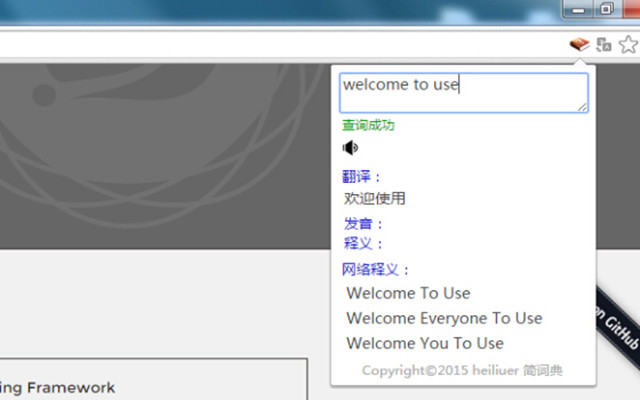 welcome to use
查询成功
翻译：
欢迎使用
发音：
释义：
网络释义：
Welcome To Use
Welcome Everyone To Use
Welcome You To Use
Copyright©2015 heiliuer 简词典
on GitHub
ing Framework